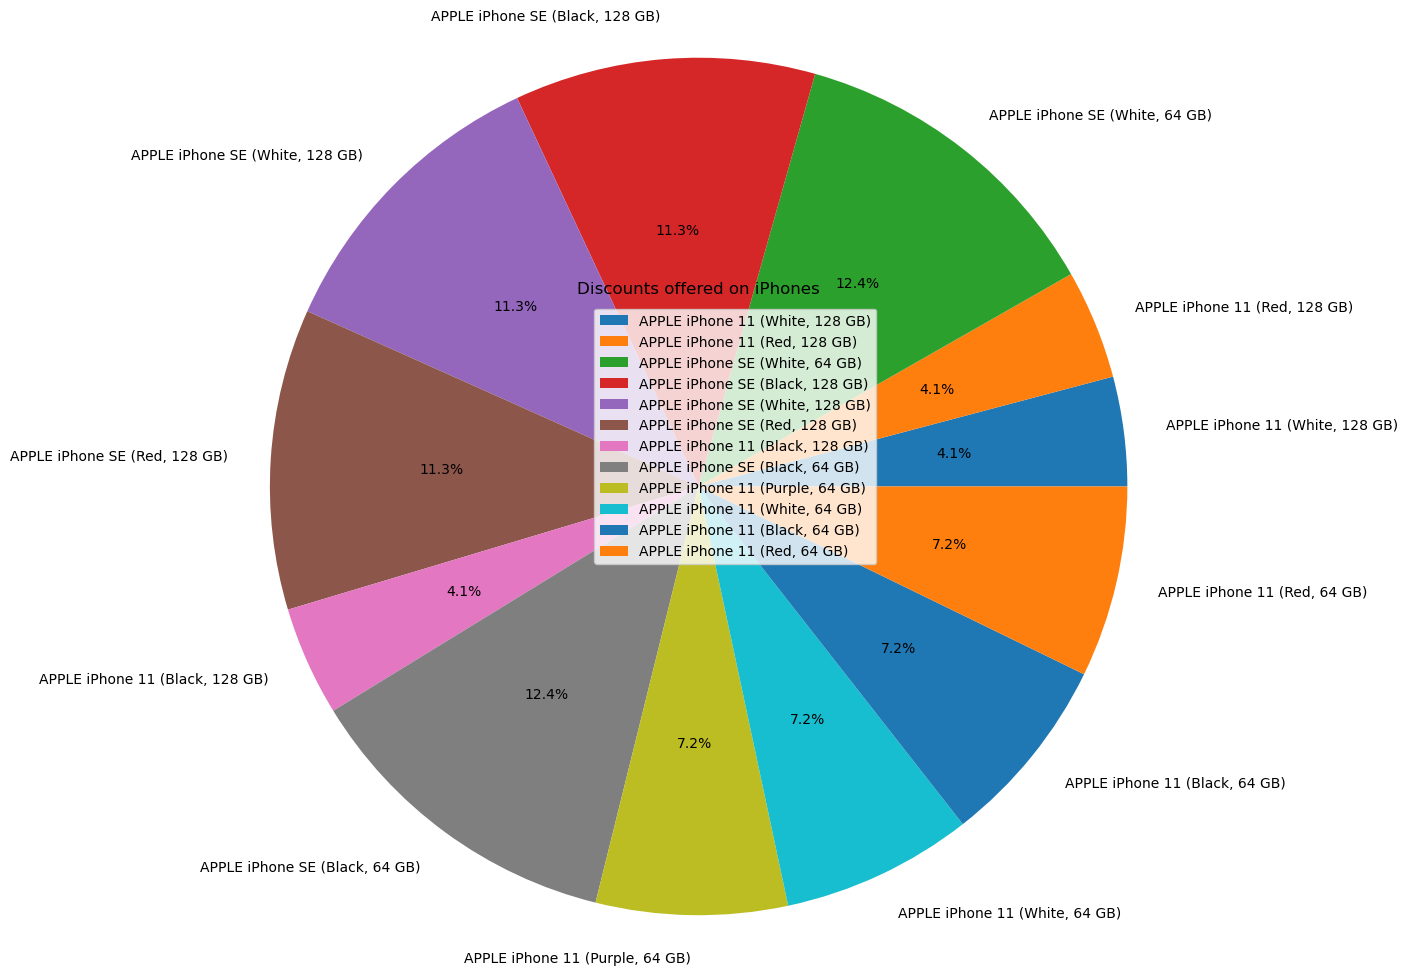 APPLE iPhone SE (Black, 128 GB)
APPLE iPhone SE (White, 64 GB)
APPLE iPhone SE (White, 128 GB)
11.3%
12.4%
Discounts offered on iPhones
11.3%
APPLE iPhone 11 (Red, 128 GB)
APPLE iPhone 11 (White, 128 GB)
APPLE iPhone 11 (Red, 128 GB)
APPLE iPhone SE (White, 64 GB)
APPLE iPhone SE (Black, 128 GB)
APPLE iPhone SE (White, 128 GB)
APPLE iPhone SE (Red, 128 GB)
APPLE iPhone 11 (Black, 128 GB)
APPLE iPhone SE (Black, 64 GB)
APPLE iPhone 11 (Purple, 64 GB)
APPLE iPhone 11 (White, 64 GB)
APPLE iPhone 11 (Black, 64 GB)
APPLE iPhone 11 (Red, 64 GB)
4.1%
APPLE iPhone 11 (White, 128 GB)
4.1%
APPLE iPhone SE (Red, 128 GB)
11.3%
7.2%
APPLE iPhone 11 (Red, 64 GB)
4.1%
7.2%
APPLE iPhone 11 (Black, 128 GB)
12.4%
7.2%
7.2%
APPLE iPhone 11 (Black, 64 GB)
APPLE iPhone SE (Black, 64 GB)
APPLE iPhone 11 (White, 64 GB)
APPLE iPhone 11 (Purple, 64 GB)